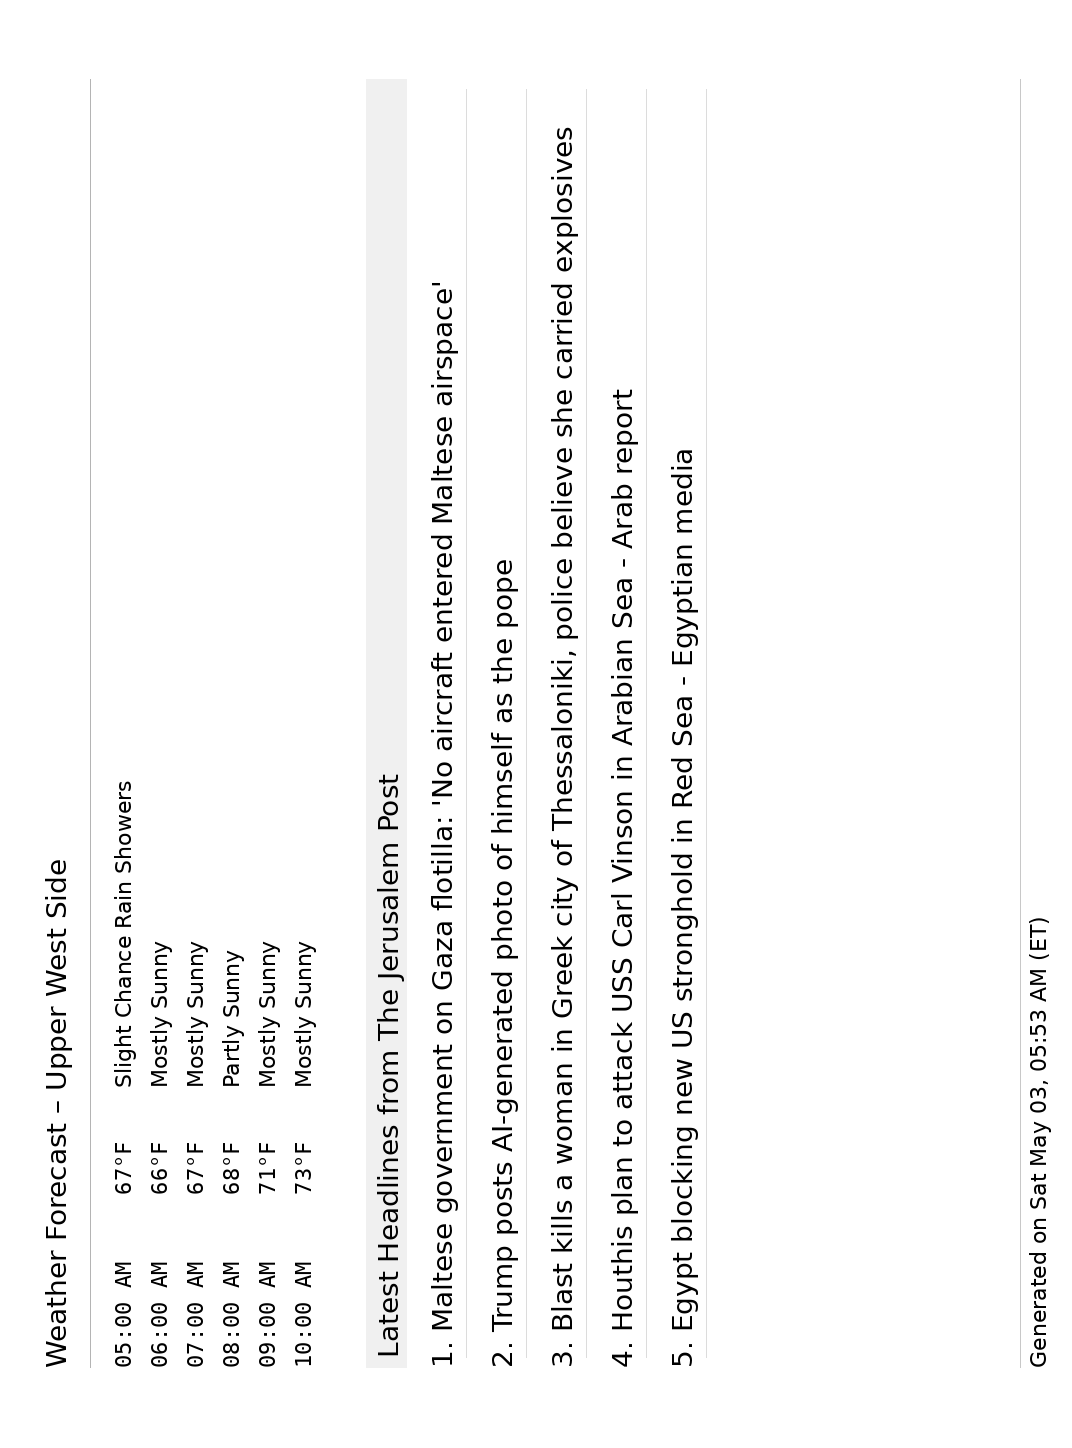 Weather Forecast – Upper West Side
05:00 AM 67°F Slight Chance Rain Showers
06:00 AM 66°F Mostly Sunny
07:00 AM 67°F Mostly Sunny
08:00 AM 68°F Partly Sunny
09:00 AM 71°F Mostly Sunny
10:00 AM 73°F Mostly Sunny
Latest Headlines from The Jerusalem Post
1. Maltese government on Gaza flotilla: 'No aircraft entered Maltese airspace'
2. Trump posts AI-generated photo of himself as the pope
3. Blast kills a woman in Greek city of Thessaloniki, police believe she carried explosives
4. Houthis plan to attack USS Carl Vinson in Arabian Sea - Arab report
5. Egypt blocking new US stronghold in Red Sea - Egyptian media
Generated on Sat May 03, 05:53 AM (ET)